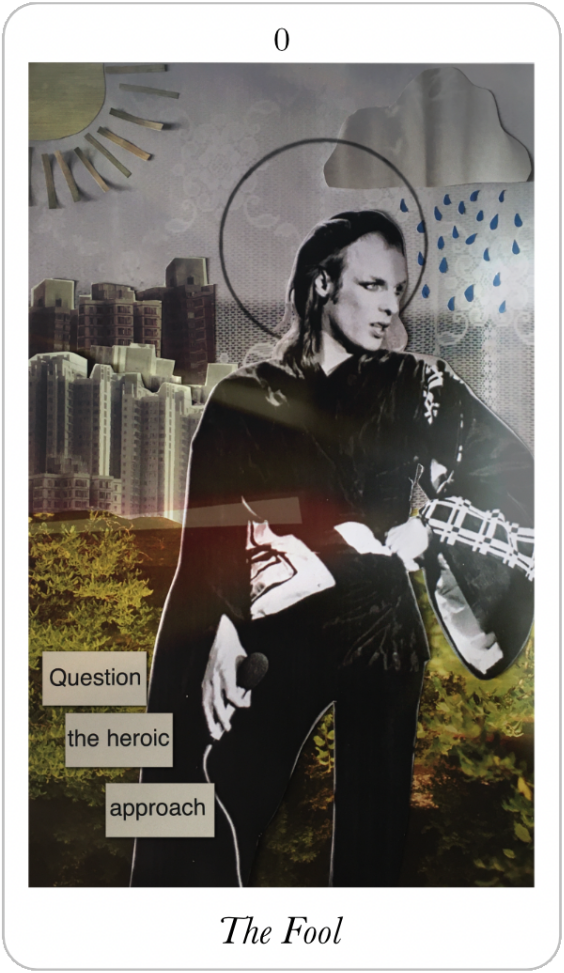 0
Question
the heroic
approach
The Fool